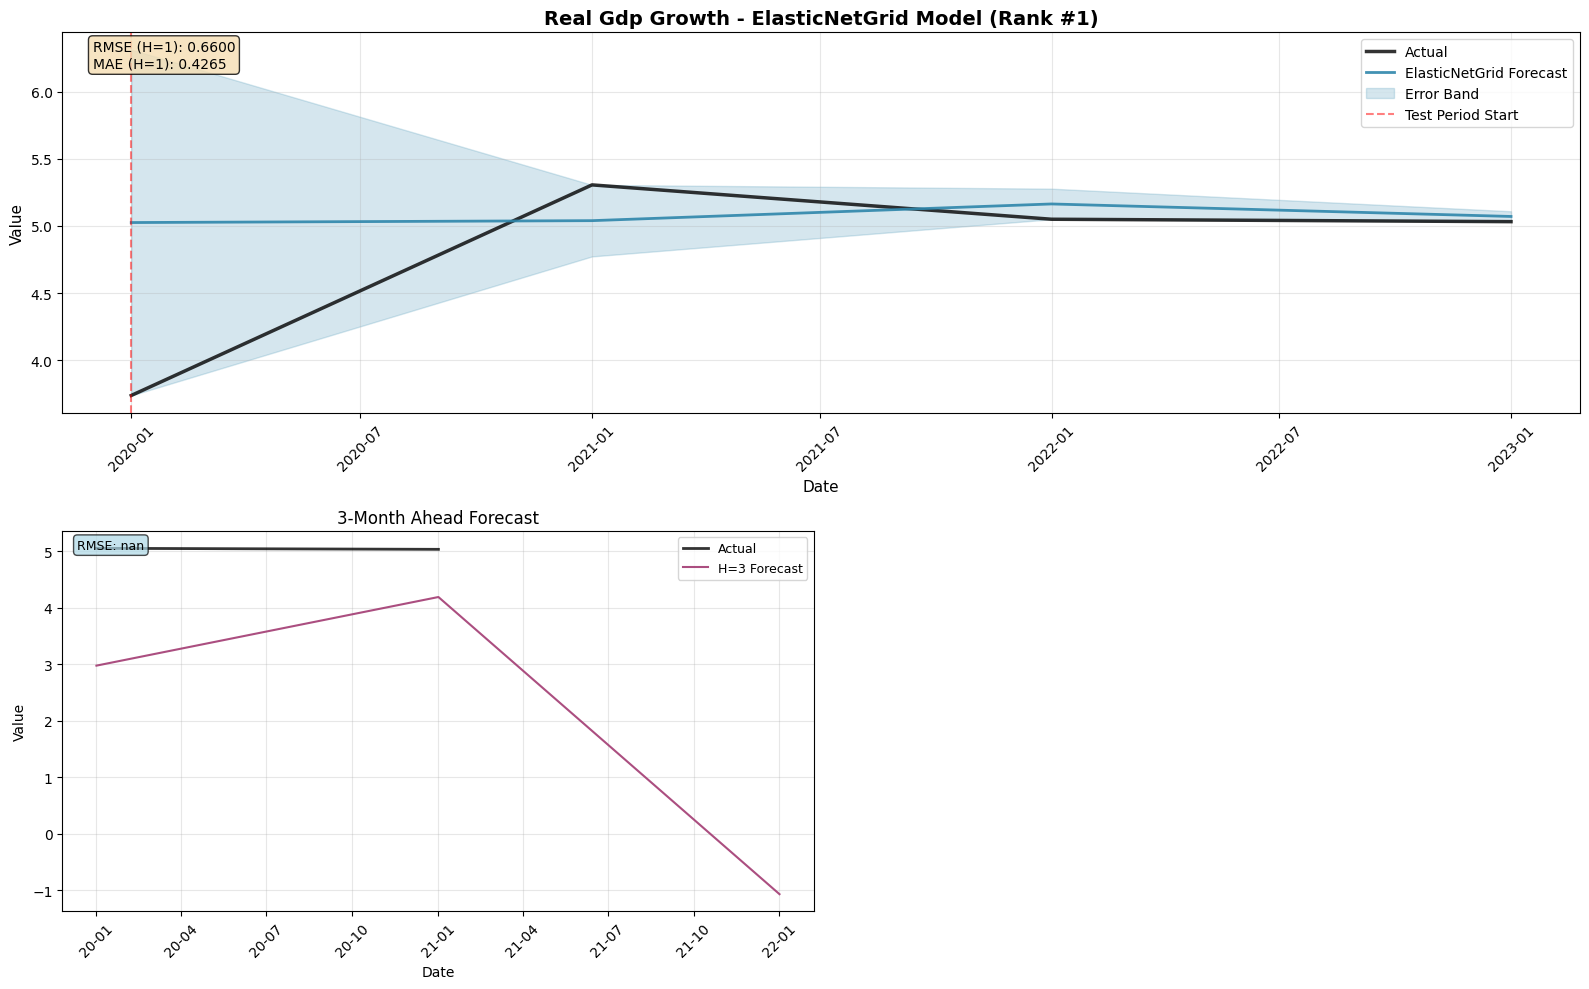 Real Gdp Growth - ElasticNetGrid Model (Rank #1)
RMSE (H=1): 0.6600
MAE (H=1): 0.4265
Actual
ElasticNetGrid Forecast
Error Band
Test Period Start
Value
6.0
5.5
5.0
4.5
4.0
2020-01
2020-07
2021-01
2021-07
2022-01
2022-07
2023-01
Date
3-Month Ahead Forecast
RMSE: nan
Actual
H=3 Forecast
Value
5
4
3
2
1
0
−1
20-01
20-04
20-07
20-10
21-01
21-04
21-07
21-10
22-01
Date